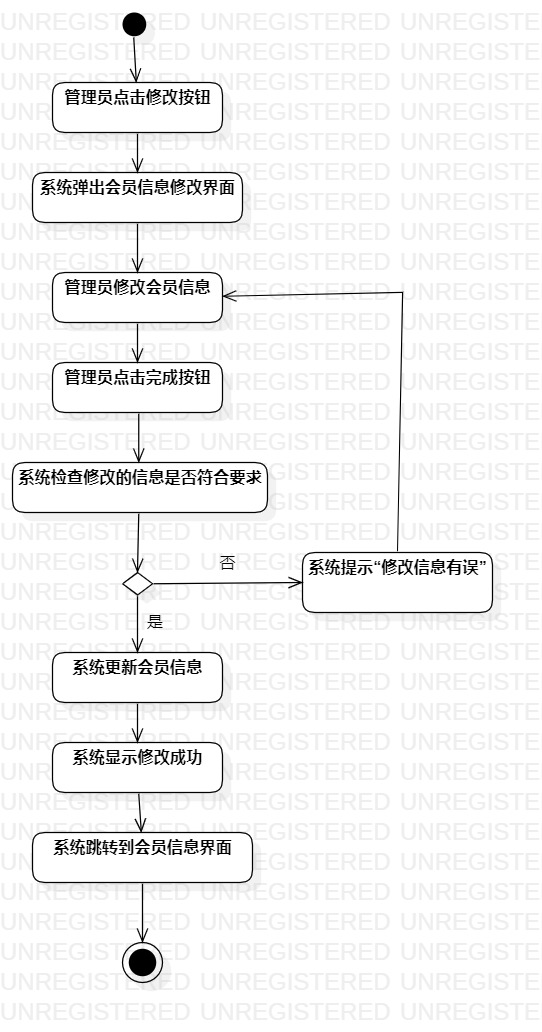 管理员点击修改按钮
系统弹出会员信息修改界面
管理员修改会员信息
管理员点击完成按钮
系统检查修改的信息是否符合要求
否
系统提示“修改信息有误”
是
系统更新会员信息
系统显示修改成功
系统跳转到会员信息界面
UNREGISTERED